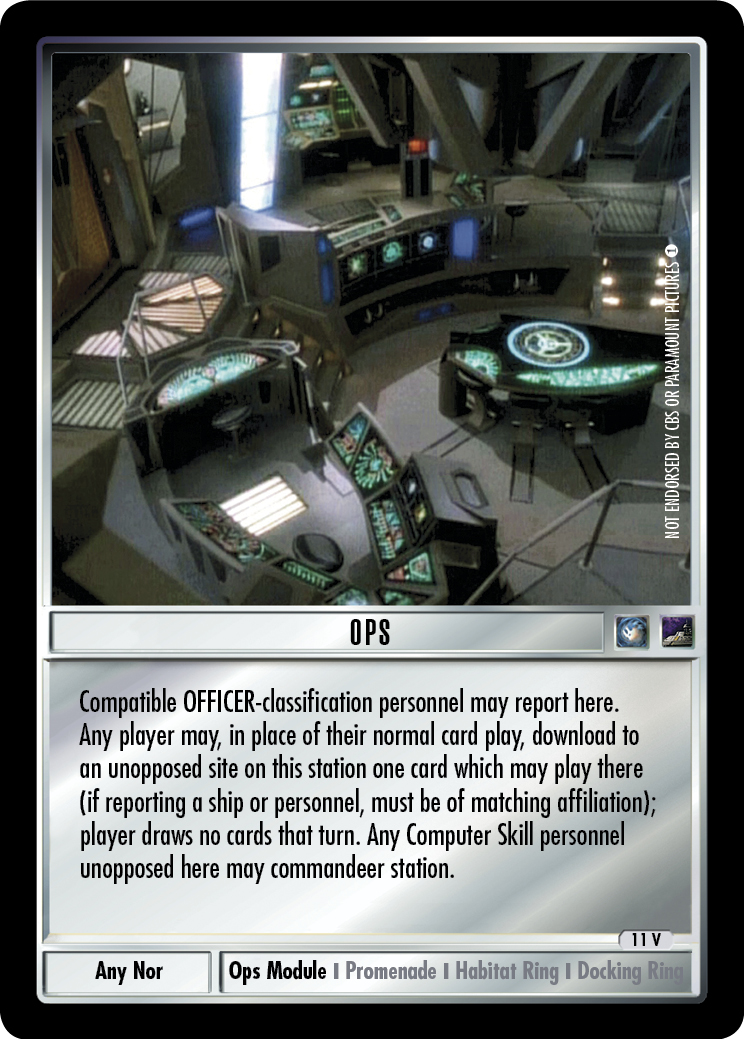 NOT ENDORSED BY CBS OR PARAMOUNT PICTURES 1
OPS
Compatible OFFICER-classification personnel may report here.
Any player may, in place of their normal card play, download to
an unopposed site on this station one card which may play there
(if reporting a ship or personnel, must be of matching affiliation);
player draws no cards that turn. Any Computer Skill personnel
unopposed here may commandeer station.
11 V
Any Nor
Ops Module I Promenade I Habitat Ring I Docking Ring